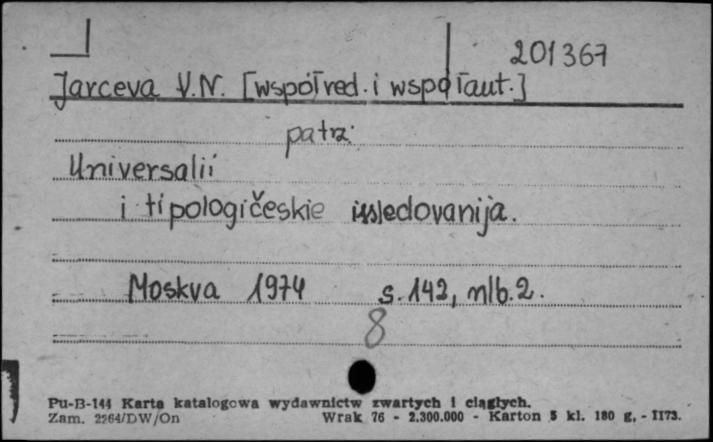 201367
Jarceva V.N. [współred. i współaut.]
patrz:
Universalii
i tipologičeskie issledovanija.
Moskva 1974 s. 142, nlb. 2.
8
Pu-B-144 Karta katalogowa wydawnictw zwartych i ciągłych.
Zam. 2264/DW/On Wrak 76 - 2.300.000 - Karton 5 kl. 180 g. - II73.